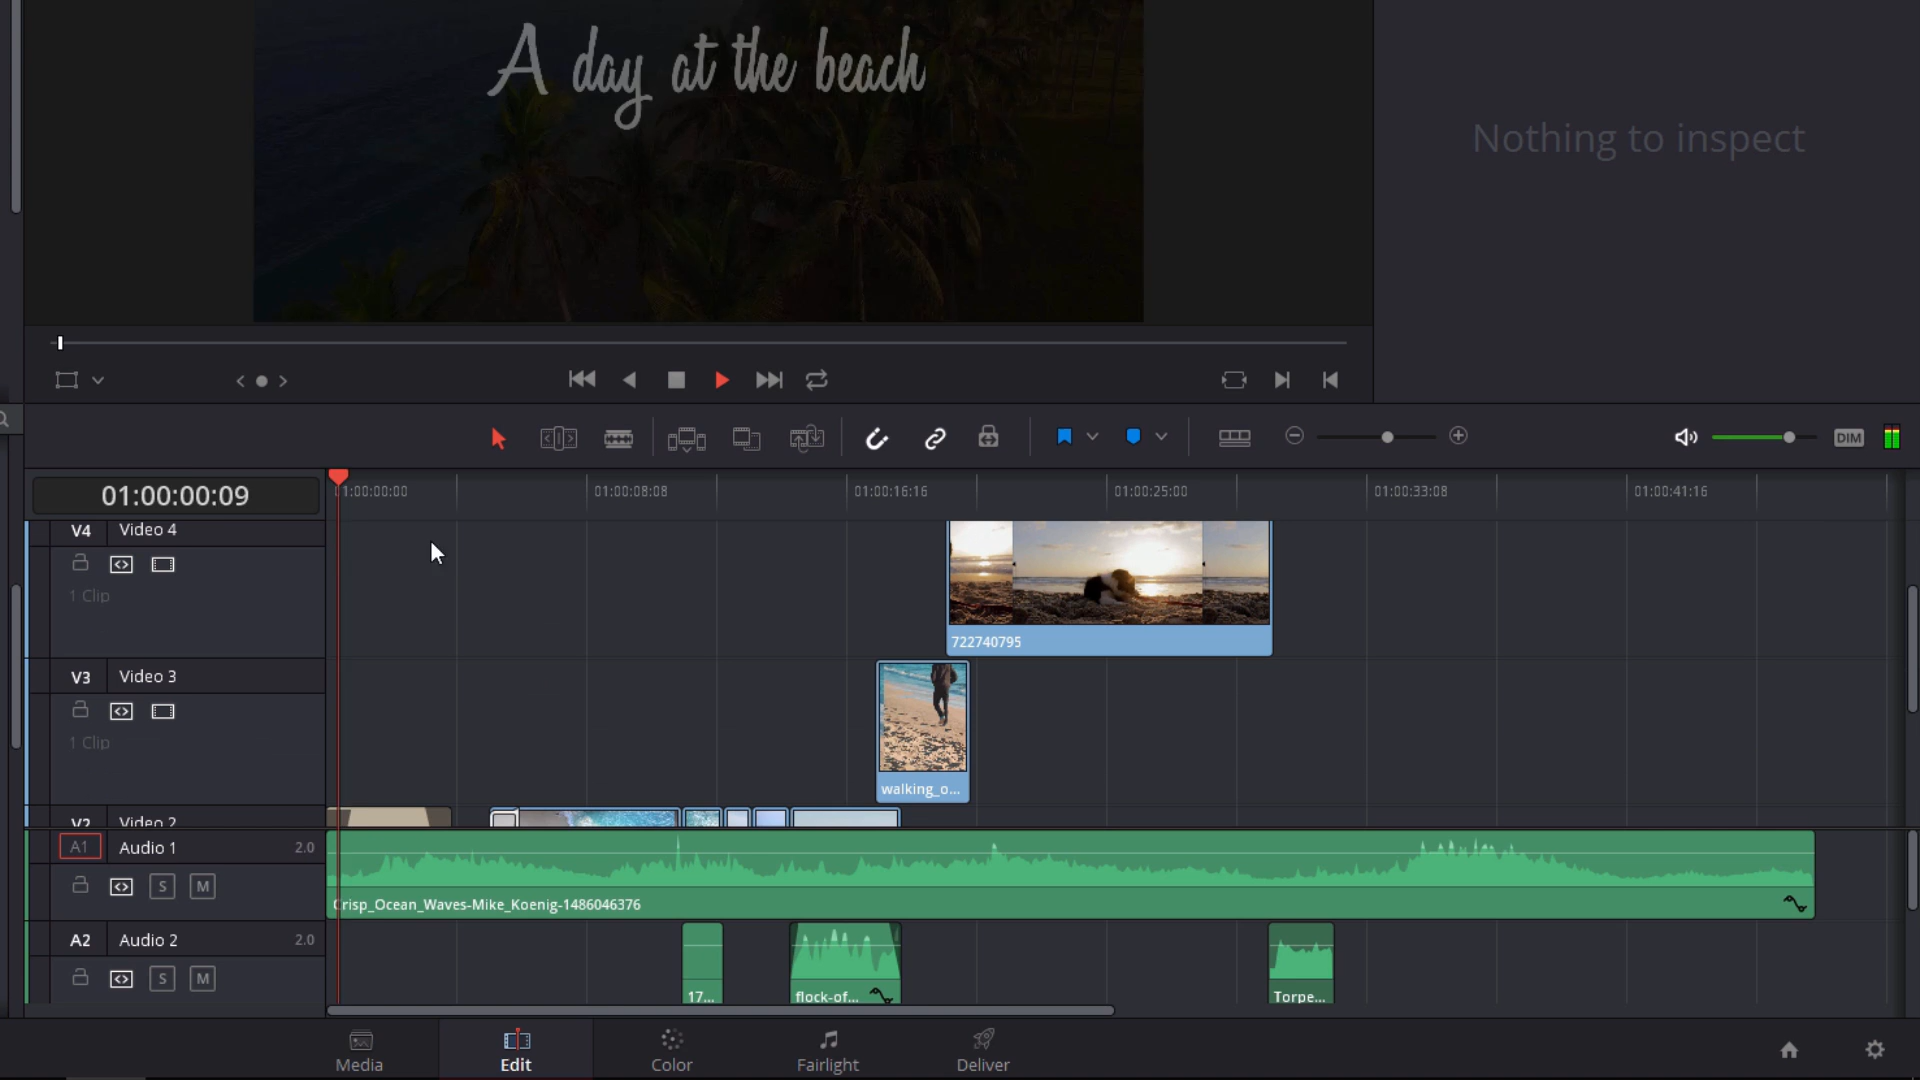 A day at the beach
Nothing to inspect
DIM
01:00:00:09
01:00:00:00
01:00:08:08
01:00:16:16
01:00:25:00
01:00:33:08
01:00:41:16
V4 Video 4
1 Clip
722740795
V3 Video 3
1 Clip
walking_o...
V2 Video 2
A1 Audio 1 2.0
S M
Crisp_Ocean_Waves-Mike_Koenig-1486046376
A2 Audio 2 2.0
S M
17...
flock-of...
Torpe...
Media
Edit
Color
Fairlight
Deliver